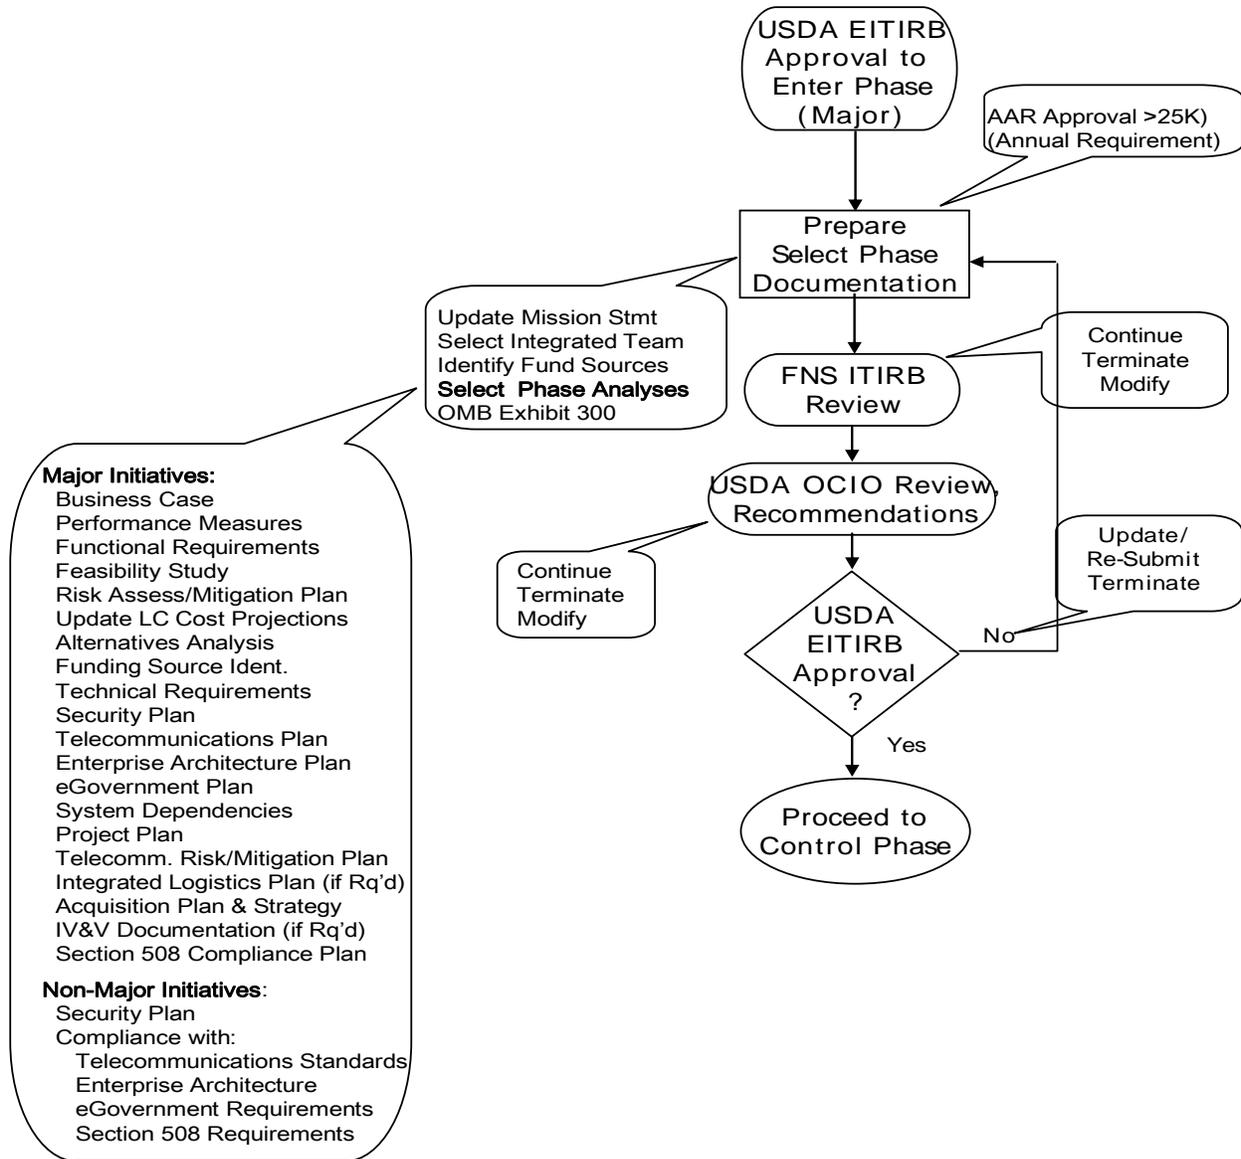 USDA EITIRB
Approval to
Enter Phase
(Major)
AAR Approval >25K)
(Annual Requirement)
Prepare
Select Phase
Documentation
Update Mission Stmt
Select Integrated Team
Identify Fund Sources
Select Phase Analyses
OMB Exhibit 300
FNS ITIRB
Review
Continue
Terminate
Modify
USDA OCIO Review,
Recommendations
Continue
Terminate
Modify
Update/
Re-Submit
Terminate
USDA
EITIRB
Approval
?
No
Yes
Proceed to
Control Phase
Major Initiatives:
Business Case
Performance Measures
Functional Requirements
Feasibility Study
Risk Assess/Mitigation Plan
Update LC Cost Projections
Alternatives Analysis
Funding Source Ident.
Technical Requirements
Security Plan
Telecommunications Plan
Enterprise Architecture Plan
eGovernment Plan
System Dependencies
Project Plan
Telecomm. Risk/Mitigation Plan
Integrated Logistics Plan (if Rq’d)
Acquisition Plan & Strategy
IV&V Documentation (if Rq’d)
Section 508 Compliance Plan
Non-Major Initiatives:
Security Plan
Compliance with:
Telecommunications Standards
Enterprise Architecture
eGovernment Requirements
Section 508 Requirements